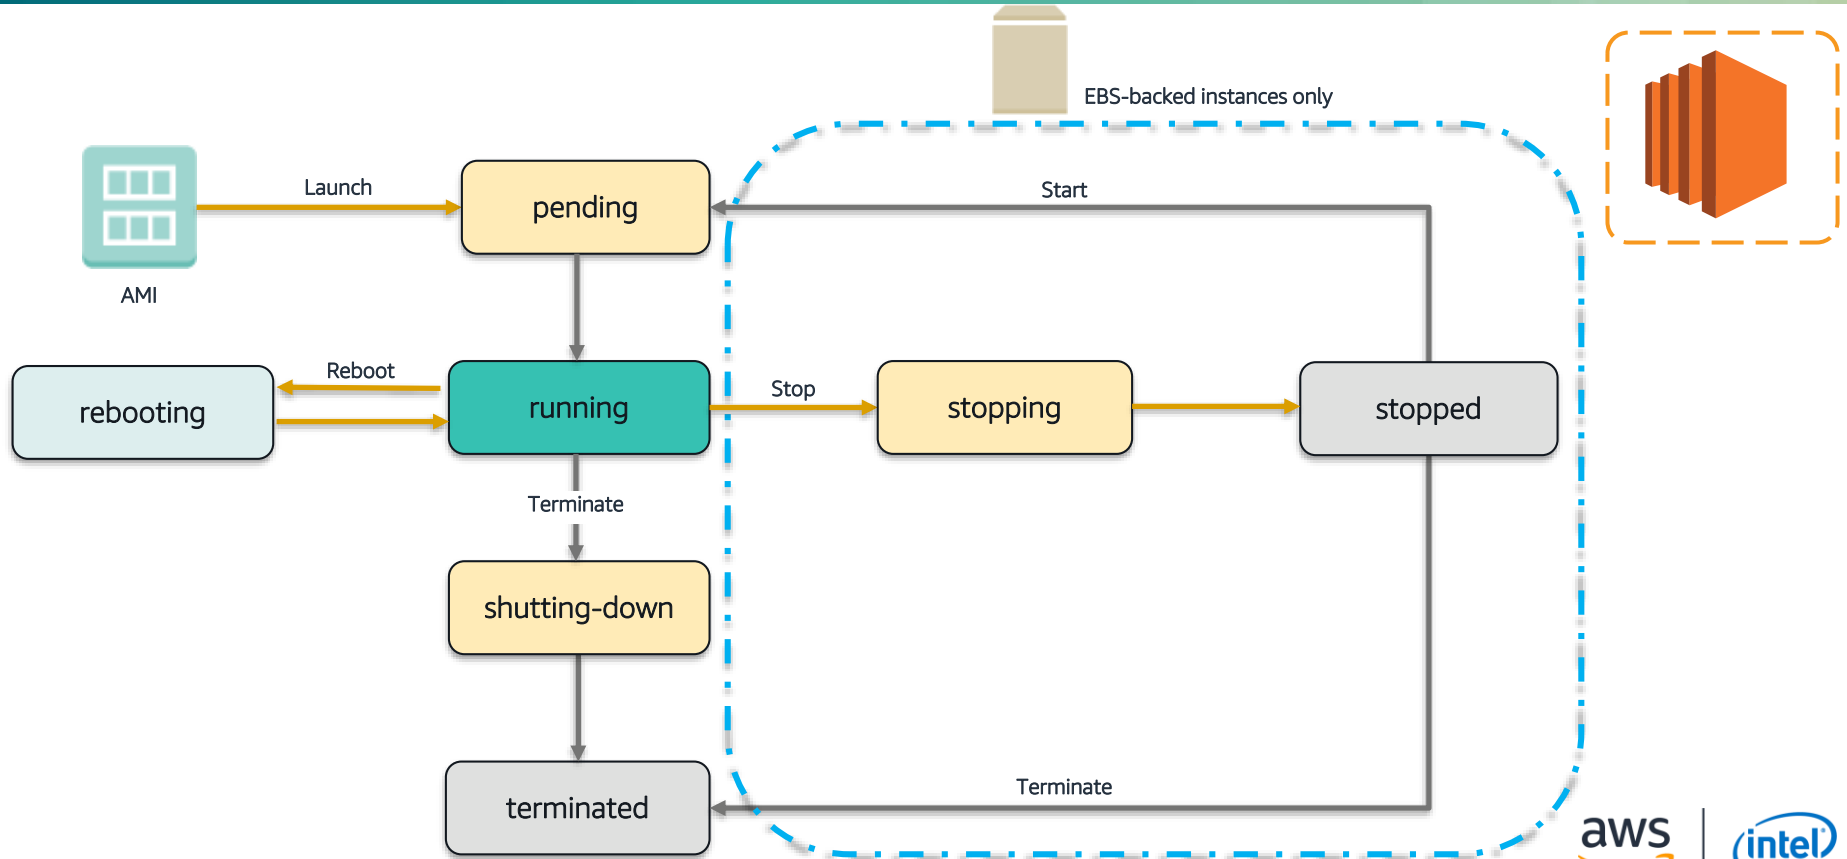 EBS-backed instances only
Launch
pending
Start
AMI
rebooting
Reboot
running
Stop
stopping
stopped
Terminate
shutting-down
terminated
Terminate
aws
intel